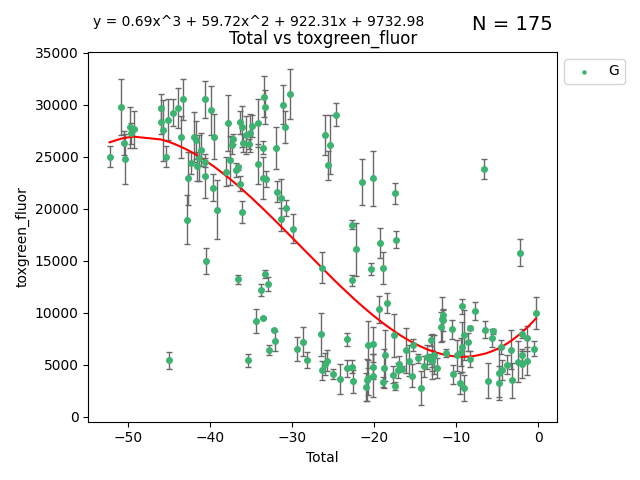 y = 0.69x^3 + 59.72x^2 + 922.31x + 9732.98
N = 175
Total vs toxgreen_fluor
35000
30000
25000
20000
15000
10000
5000
0
toxgreen_fluor
G
−50
−40
−30
−20
−10
0
Total